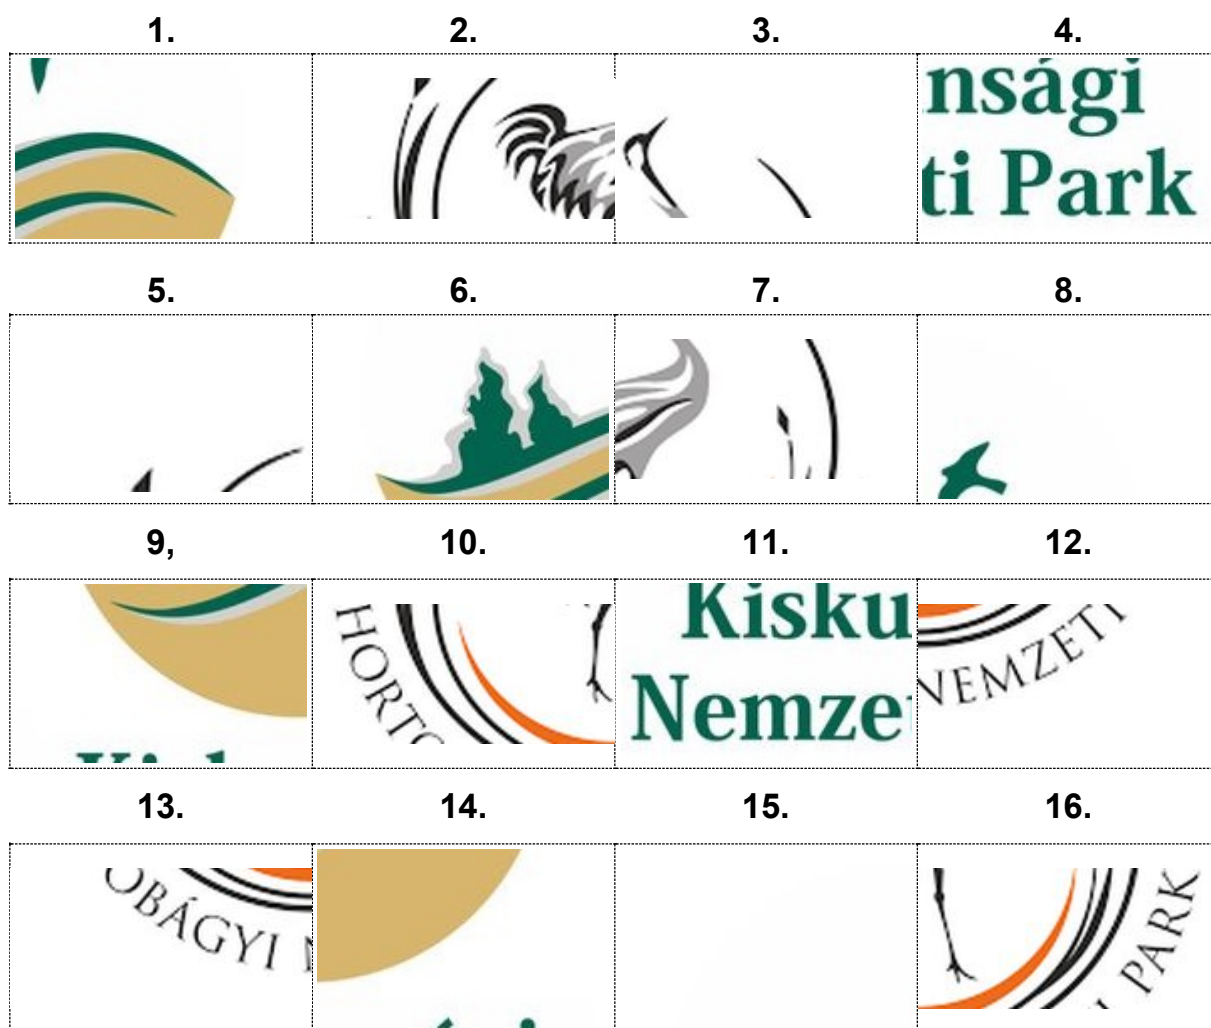 1. 2. 3. 4.
nsági
ti Park
5. 6. 7. 8.
9, 10. 11. 12.
HORTO
Kisku
Nemze
NEMZETI
13. 14. 15. 16.
OBÁGYI
PARK